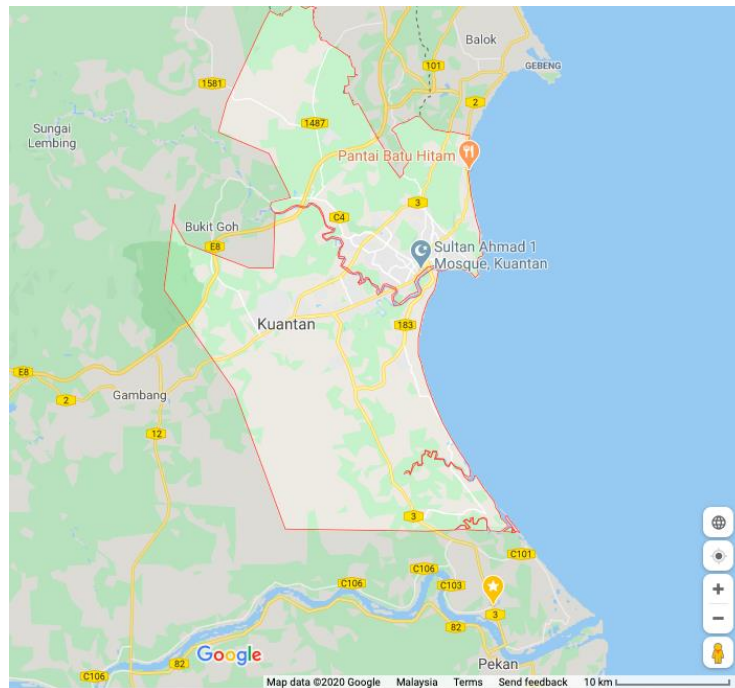 Balok
GEBENG
101
1581
2
1487
Sungai
Lembing
Pantai Batu Hitam
3
C4
Bukit Goh
E8
Sultan Ahmad 1
Mosque, Kuantan
Kuantan
183
E8
2
Gambang
12
3
C101
C106
C106
C103
3
82
Google
82
C106
Pekan
Map data ©2020 Google
Malaysia
Terms
Send feedback
10 km